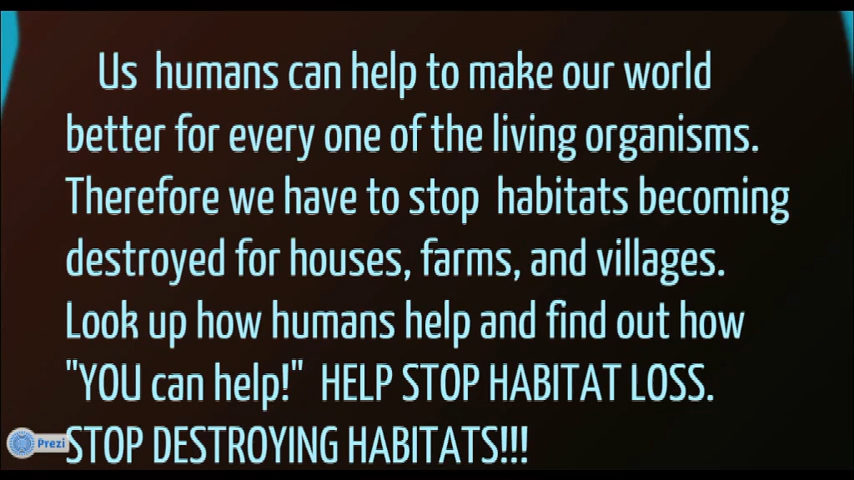 Us humans can help to make our world
better for every one of the living organisms.
Therefore we have to stop habitats becoming
destroyed for houses, farms, and villages.
Look up how humans help and find out how
"YOU can help!" HELP STOP HABITAT LOSS.
STOP DESTROYING HABITATS!!!
Prezi